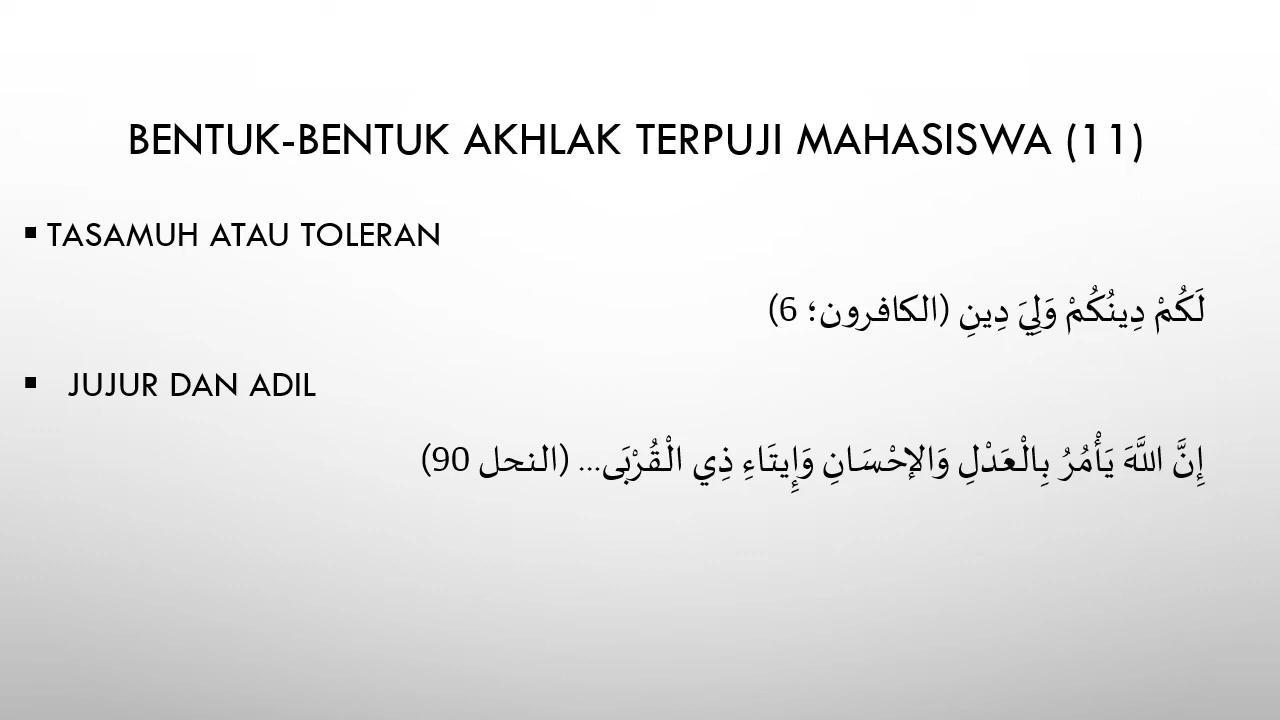 BENTUK-BENTUK AKHLAK TERPUJI MAHASISWA (11)
▪ TASAMUH ATAU TOLERAN
لَكُمْ دِينُكُمْ وَلِيَ دِينِ (الكافرون؛ 6)
▪ JUJUR DAN ADIL
إِنَّ اللَّهَ يَأْمُرُ بِالْعَدْلِ وَالإحْسَانِ وَإِيتَاءِ ذِي الْقُرْبَى... (النحل 90)